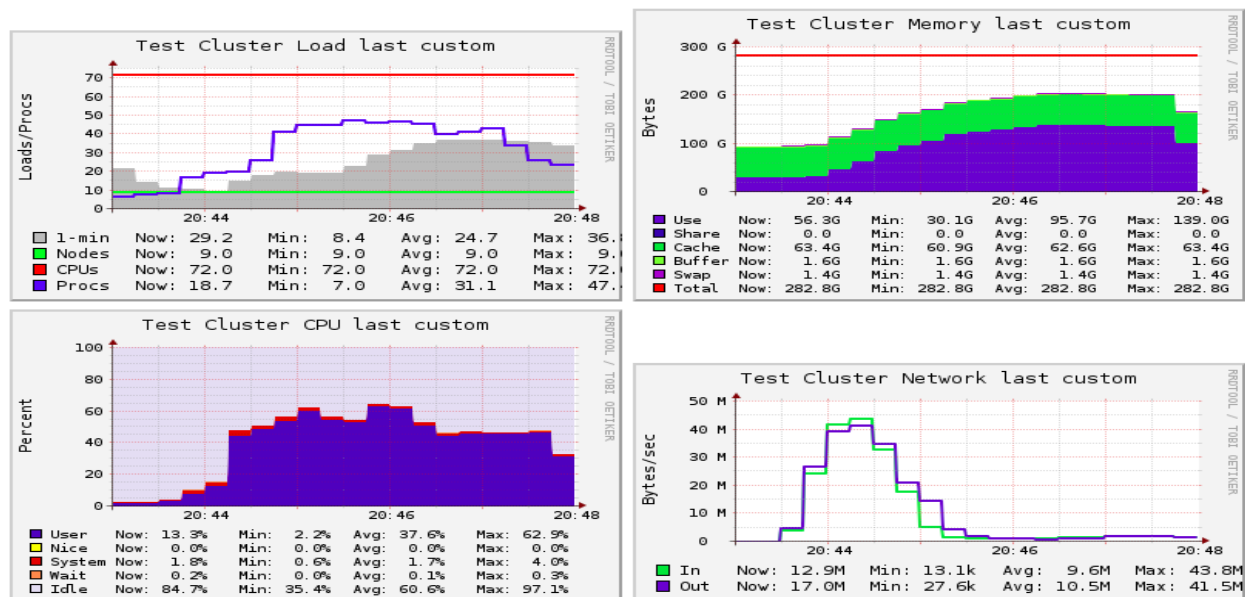 Test Cluster Load last custom
RRDTOOL / TOBI OETIKER
Loads/Procs
70
60
50
40
30
20
10
0
20:44 20:46 20:48
1-min Now: 29.2 Min: 8.4 Avg: 24.7 Max: 36.
Nodes Now: 9.0 Min: 9.0 Avg: 9.0 Max: 9.
CPUs Now: 72.0 Min: 72.0 Avg: 72.0 Max: 72.
Procs Now: 18.7 Min: 7.0 Avg: 31.1 Max: 47.
Test Cluster Memory last custom
RRDTOOL / TOBI OETIKER
Bytes
300 G
200 G
100 G
0
20:44 20:46 20:48
Use Now: 56.3G Min: 30.1G Avg: 95.7G Max: 139.0G
Share Now: 0.0 Min: 0.0 Avg: 0.0 Max: 0.0
Cache Now: 63.4G Min: 60.9G Avg: 62.6G Max: 63.4G
Buffer Now: 1.6G Min: 1.6G Avg: 1.6G Max: 1.6G
Swap Now: 1.4G Min: 1.4G Avg: 1.4G Max: 1.4G
Total Now: 282.8G Min: 282.8G Avg: 282.8G Max: 282.8G
Test Cluster CPU last custom
RRDTOOL / TOBI OETIKER
Percent
100
80
60
40
20
0
20:44 20:46 20:48
User Now: 13.3% Min: 2.2% Avg: 37.6% Max: 62.9%
Nice Now: 0.0% Min: 0.0% Avg: 0.0% Max: 0.0%
System Now: 1.8% Min: 0.6% Avg: 1.7% Max: 4.0%
Wait Now: 0.2% Min: 0.0% Avg: 0.1% Max: 0.3%
Idle Now: 84.7% Min: 35.4% Avg: 60.6% Max: 97.1%
Test Cluster Network last custom
RRDTOOL / TOBI OETIKER
Bytes/sec
50 M
40 M
30 M
20 M
10 M
0
20:44 20:46 20:48
In Now: 12.9M Min: 13.1k Avg: 9.6M Max: 43.8M
Out Now: 17.0M Min: 27.6k Avg: 10.5M Max: 41.5M